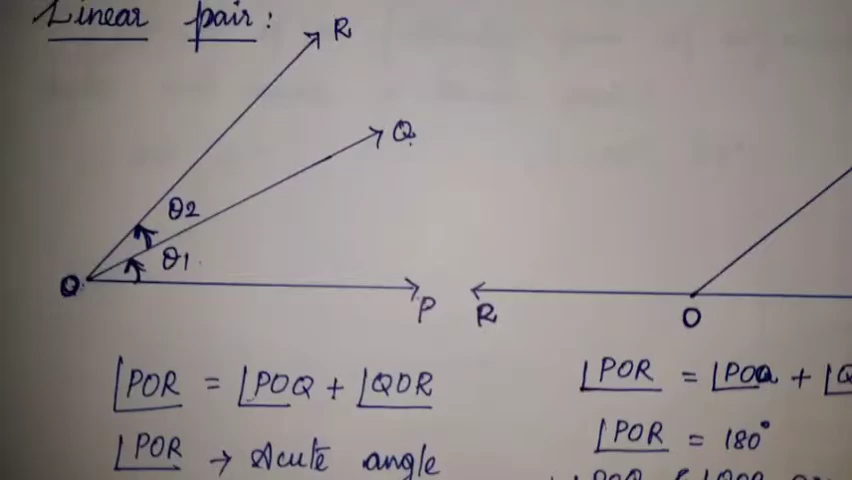 Linear pair:
R
Q
θ2
θ1
O
P
R
O
∠POR = ∠POQ + ∠QOR
∠POR → Acute angle
∠POR = ∠POQ + ∠Q
∠POR = 180°